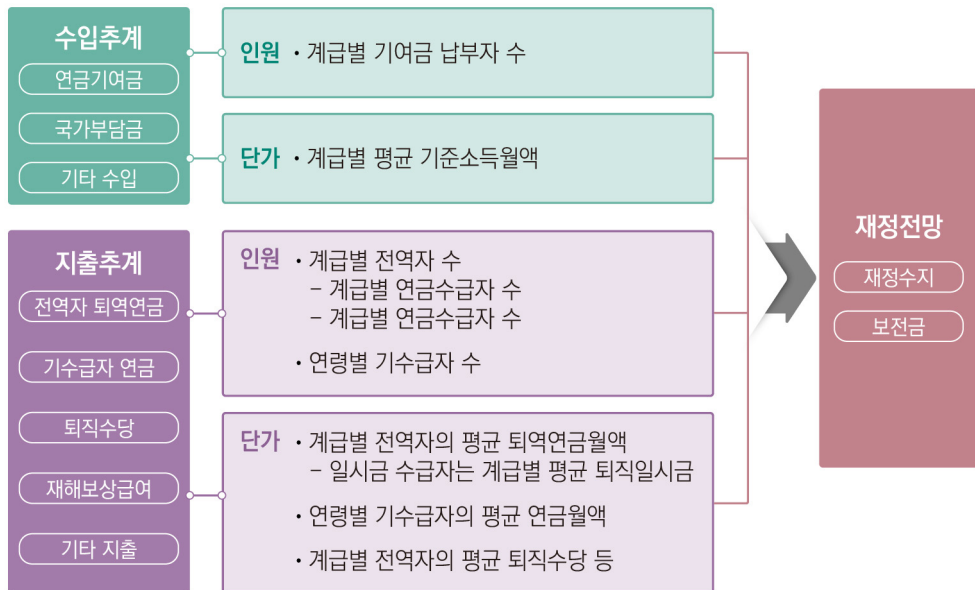 수입추계
연금기여금
국가부담금
기타 수입
인원 • 계급별 기여금 납부자 수
단가 • 계급별 평균 기준소득월액
지출추계
전역자 퇴역연금
기수급자 연금
퇴직수당
재해보상급여
기타 지출
인원 • 계급별 전역자 수
– 계급별 연금수급자 수
– 계급별 연금수급자 수
• 연령별 기수급자 수
단가 • 계급별 전역자의 평균 퇴역연금월액
– 일시금 수급자는 계급별 평균 퇴직일시금
• 연령별 기수급자의 평균 연금월액
• 계급별 전역자의 평균 퇴직수당 등
재정전망
재정수지
보전금